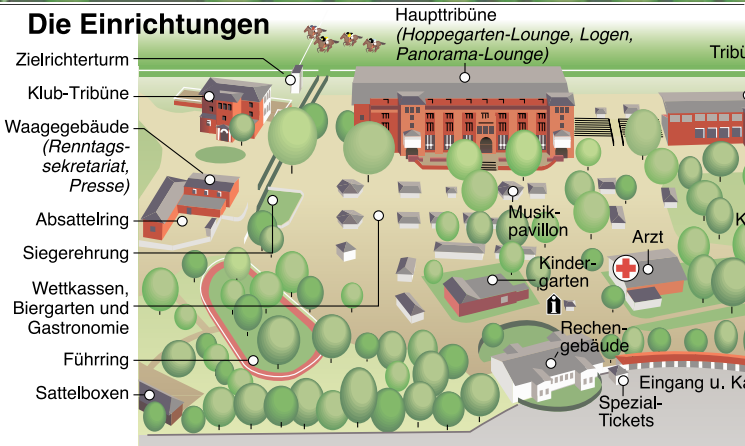 Die Einrichtungen
Haupttribüne
(Hoppegarten-Lounge, Logen,
Panorama-Lounge)
Zielrichterturm
Klub-Tribüne
Waagegebäude
(Renntags-
sekretariat,
Presse)
Absattelring
Siegerehrung
Wettkassen,
Biergarten und
Gastronomie
Führring
Sattelboxen
Musik-
pavillon
Arzt
Kinder-
garten
i
Rechen-
gebäude
Eingang u.
Spezial-
Tickets